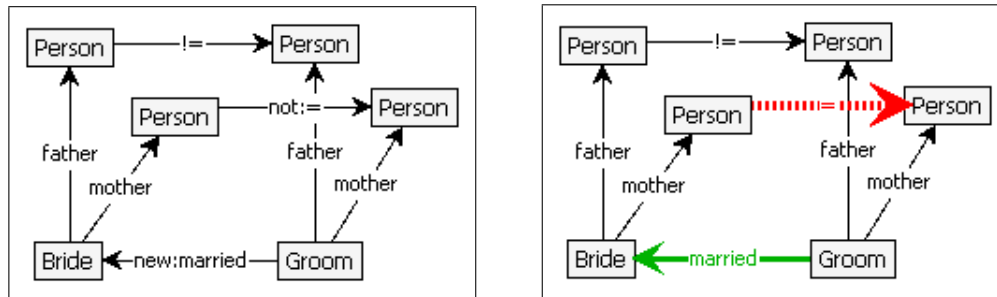 Person
!=
Person
Person
not:=
Person
father
father
mother
mother
Bride
new:married
Groom
Person
!=
Person
Person
=
Person
father
father
mother
mother
Bride
married
Groom